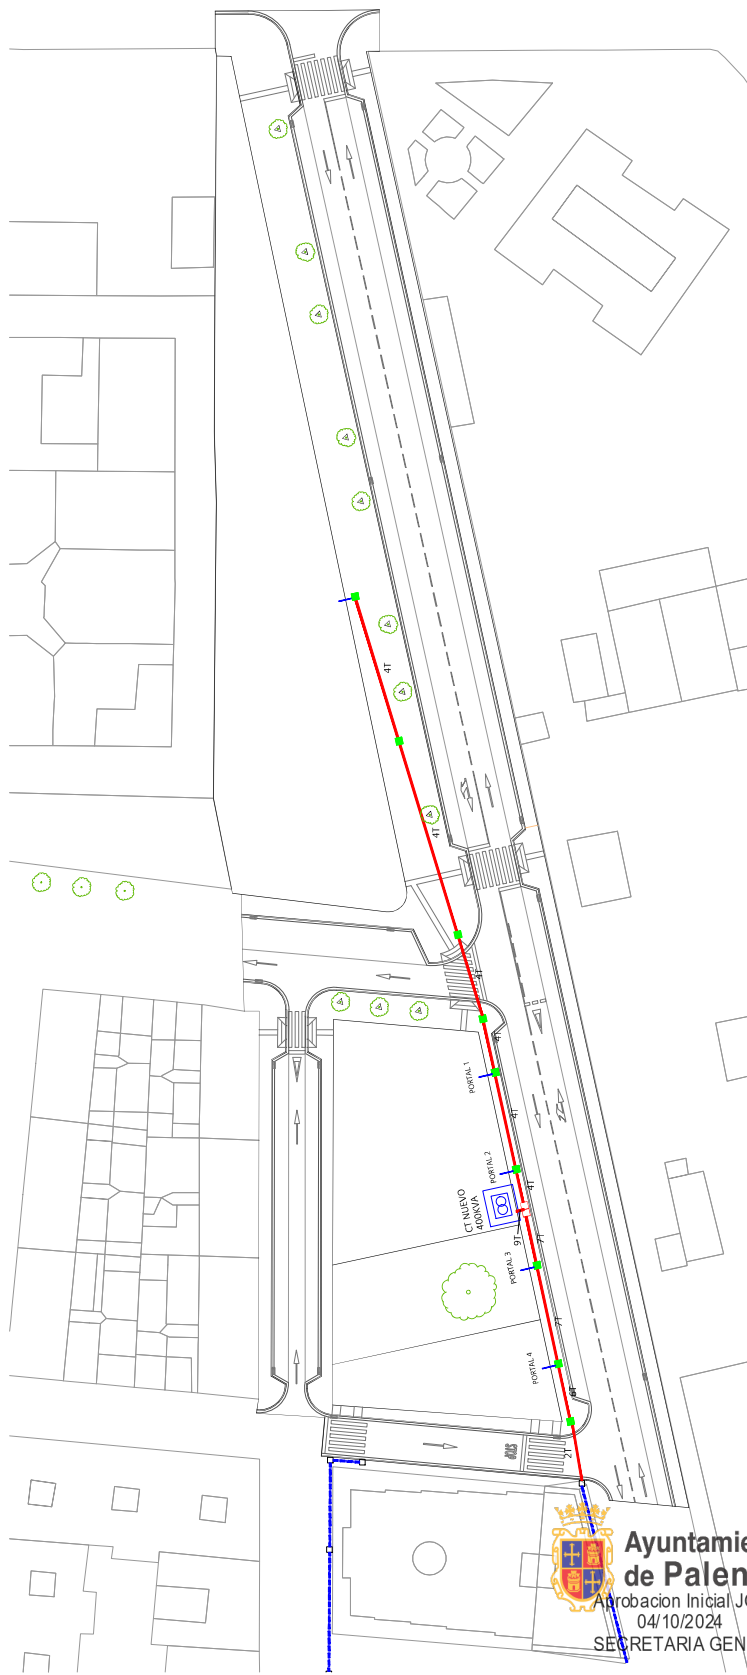 4T
4T
4T
4T
PORTAL 1
4T
PORTAL 2
4T
CT NUEVO
400KVA
9T
7T
PORTAL 3
7T
PORTAL 4
6T
2T
Ayuntamie
de Palen
Aprobacion Inicial JG
04/10/2024
SECRETARIA GEN